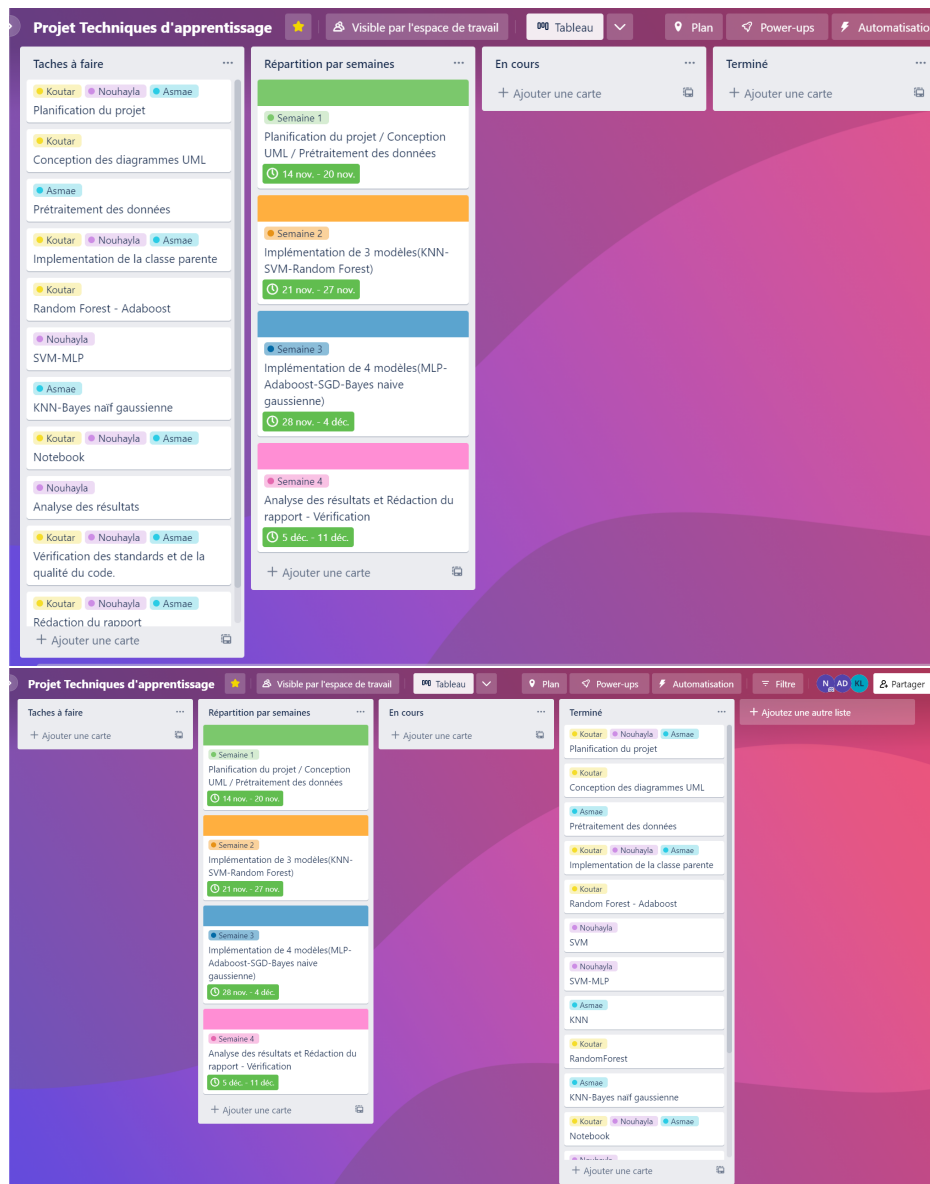 Projet Techniques d'apprentissage
Visible par l'espace de travail
Tableau
Plan
Power-ups
Automatisatio
Taches à faire
Koutar Nouhayla Asmae
Planification du projet
Koutar
Conception des diagrammes UML
Asmae
Prétraitement des données
Koutar Nouhayla Asmae
Implementation de la classe parente
Koutar
Random Forest - Adaboost
Nouhayla
SVM-MLP
Asmae
KNN-Bayes naïf gaussienne
Koutar Nouhayla Asmae
Notebook
Nouhayla
Analyse des résultats
Koutar Nouhayla Asmae
Vérification des standards et de la
qualité du code.
Koutar Nouhayla Asmae
Rédaction du rapport
+ Ajouter une carte
Répartition par semaines
Semaine 1
Planification du projet / Conception
UML / Prétraitement des données
14 nov. - 20 nov.
Semaine 2
Implémentation de 3 modèles(KNN-
SVM-Random Forest)
21 nov. - 27 nov.
Semaine 3
Implémentation de 4 modèles(MLP-
Adaboost-SGD-Bayes naive
gaussienne)
28 nov. - 4 déc.
Semaine 4
Analyse des résultats et Rédaction du
rapport - Vérification
5 déc. - 11 déc.
+ Ajouter une carte
En cours
+ Ajouter une carte
Terminé
+ Ajouter une carte
Projet Techniques d'apprentissage
Visible par l'espace de travail
Tableau
Plan
Power-ups
Automatisation
Filtre
N AD KL
Partager
Taches à faire
+ Ajouter une carte
Répartition par semaines
Semaine 1
Planification du projet / Conception
UML / Prétraitement des données
14 nov. - 20 nov.
Semaine 2
Implémentation de 3 modèles(KNN-
SVM-Random Forest)
21 nov. - 27 nov.
Semaine 3
Implémentation de 4 modèles(MLP-
Adaboost-SGD-Bayes naive
gaussienne)
28 nov. - 4 déc.
Semaine 4
Analyse des résultats et Rédaction du
rapport - Vérification
5 déc. - 11 déc.
+ Ajouter une carte
En cours
+ Ajouter une carte
Terminé
Koutar Nouhayla Asmae
Planification du projet
Koutar
Conception des diagrammes UML
Asmae
Prétraitement des données
Koutar Nouhayla Asmae
Implementation de la classe parente
Koutar
Random Forest - Adaboost
Nouhayla
SVM
Nouhayla
SVM-MLP
Asmae
KNN
Koutar
RandomForest
Asmae
KNN-Bayes naïf gaussienne
Koutar Nouhayla Asmae
Notebook
+ Ajouter une carte
+ Ajoutez une autre liste